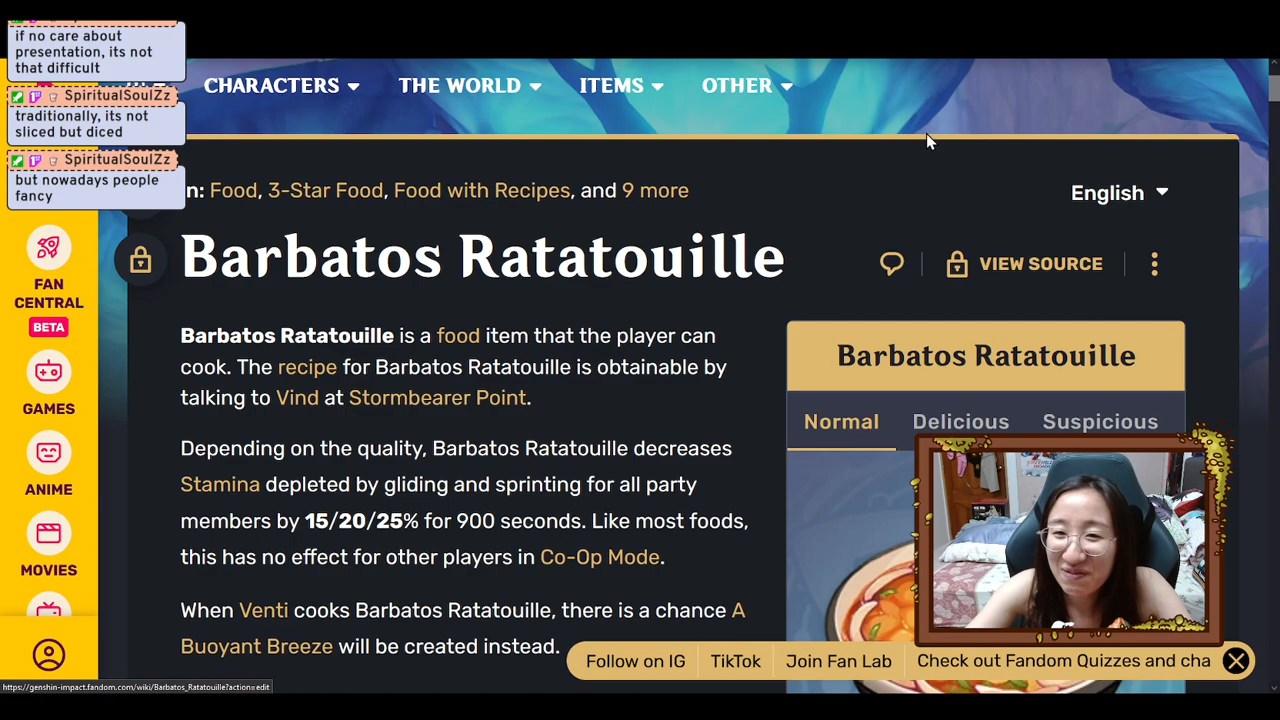 if no care about
presentation, its not
that difficult
SpiritualSoulZz
traditionally, its not
sliced but diced
SpiritualSoulZz
but nowadays people
fancy
CHARACTERS
THE WORLD
ITEMS
OTHER
n: Food, 3-Star Food, Food with Recipes, and 9 more
English
Barbatos Ratatouille
VIEW SOURCE
Barbatos Ratatouille is a food item that the player can
cook. The recipe for Barbatos Ratatouille is obtainable by
talking to Vind at Stormbearer Point.
Depending on the quality, Barbatos Ratatouille decreases
Stamina depleted by gliding and sprinting for all party
members by 15/20/25% for 900 seconds. Like most foods,
this has no effect for other players in Co-Op Mode.
When Venti cooks Barbatos Ratatouille, there is a chance A
Buoyant Breeze will be created instead.
Barbatos Ratatouille
Normal Delicious Suspicious
FAN
CENTRAL
BETA
GAMES
ANIME
MOVIES
Follow on IG
TikTok
Join Fan Lab
Check out Fandom Quizzes and cha
https://genshin-impact.fandom.com/wiki/Barbatos_Ratatouille?action=edit